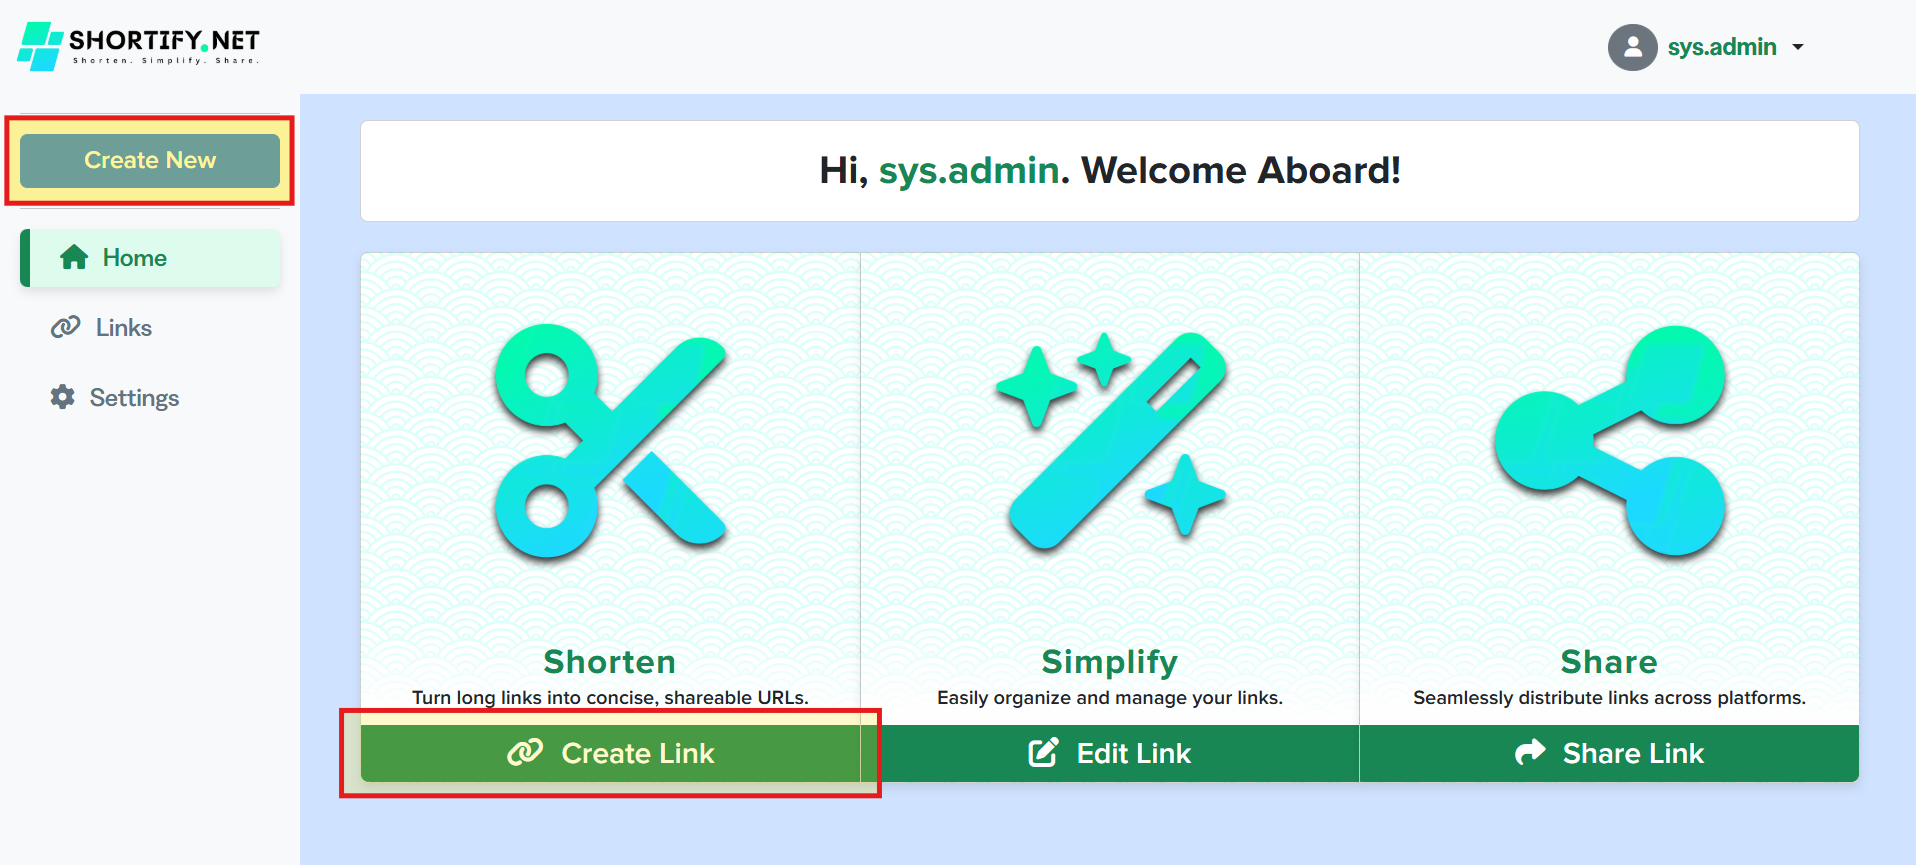 SHORTIFY.NET
Shorten. Simplify. Share.
sys.admin
Create New
Home
Links
Settings
Hi, sys.admin. Welcome Aboard!
Shorten
Turn long links into concise, shareable URLs.
Create Link
Simplify
Easily organize and manage your links.
Edit Link
Share
Seamlessly distribute links across platforms.
Share Link